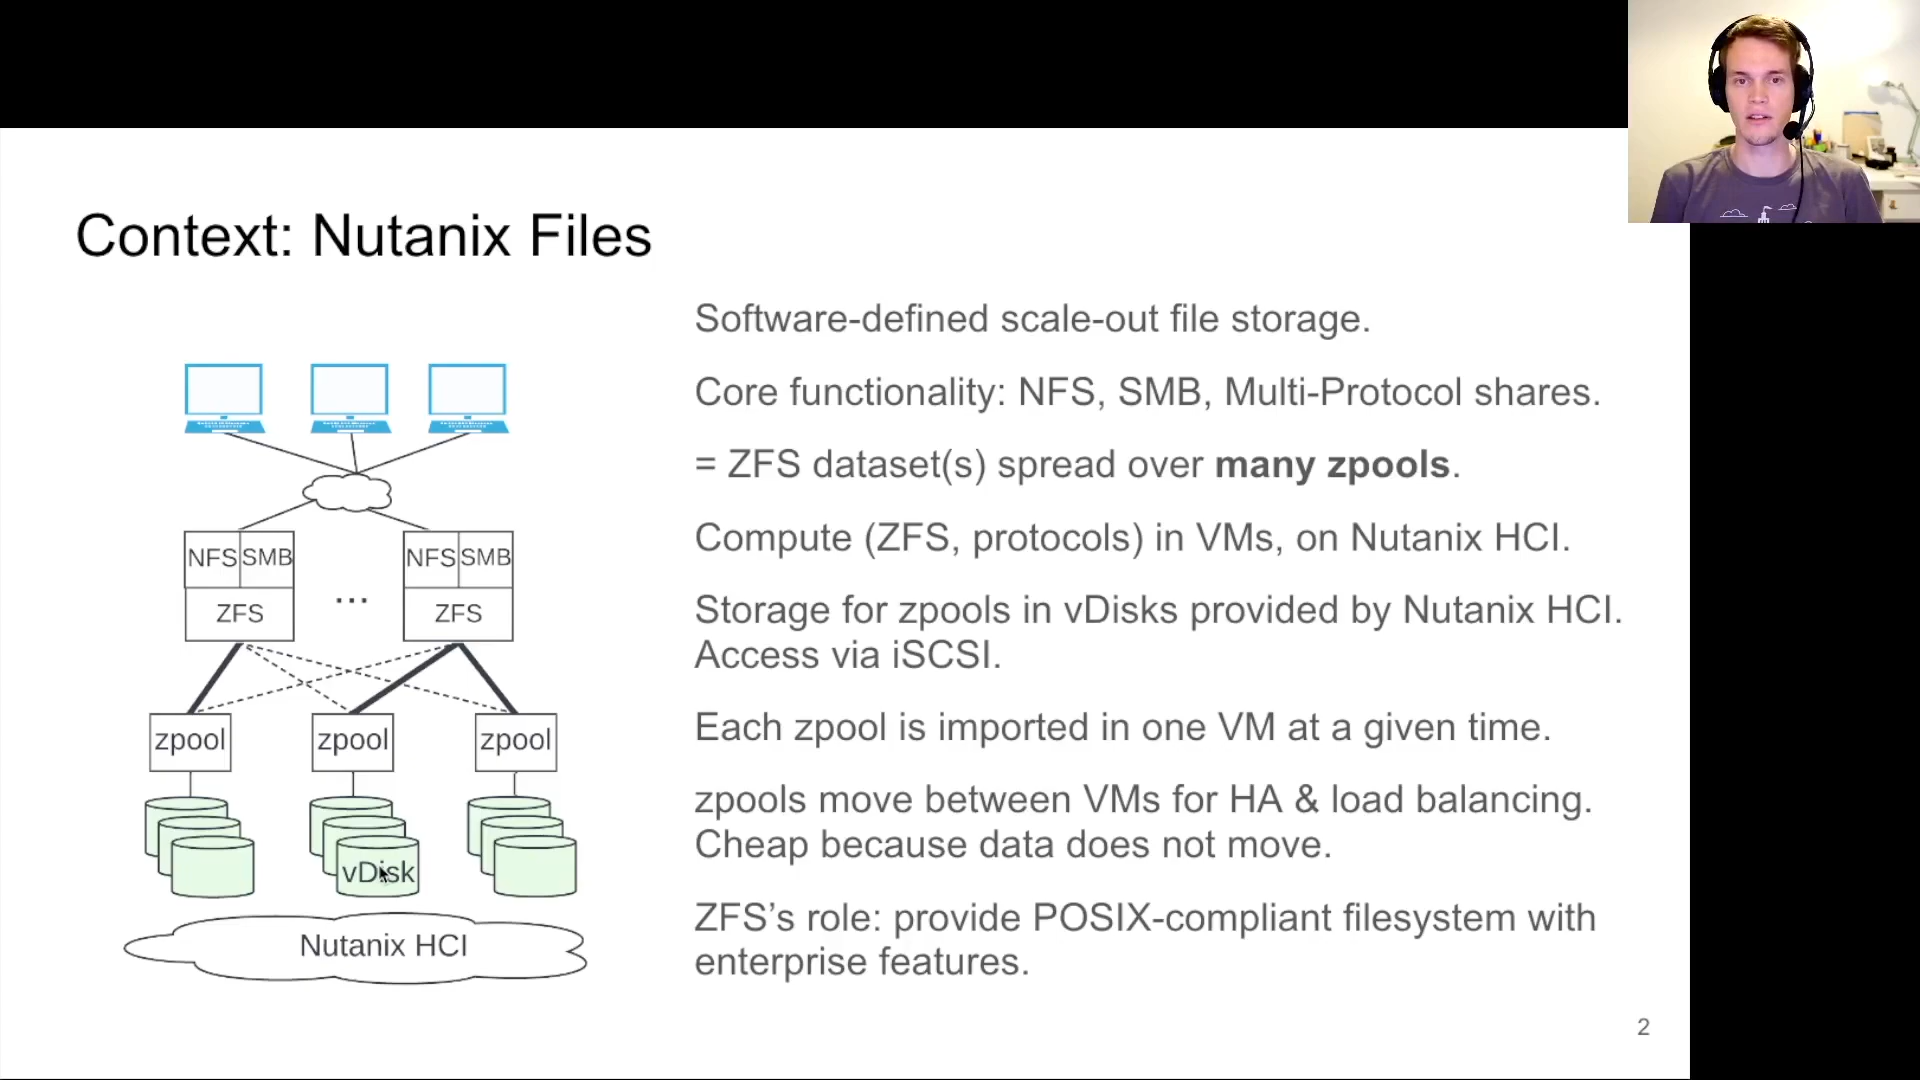 Context: Nutanix Files
NFS SMB
ZFS
...
NFS SMB
ZFS
zpool
zpool
zpool
vDisk
Nutanix HCI
Software-defined scale-out file storage.
Core functionality: NFS, SMB, Multi-Protocol shares.
= ZFS dataset(s) spread over many zpools.
Compute (ZFS, protocols) in VMs, on Nutanix HCI.
Storage for zpools in vDisks provided by Nutanix HCI.
Access via iSCSI.
Each zpool is imported in one VM at a given time.
zpools move between VMs for HA & load balancing.
Cheap because data does not move.
ZFS’s role: provide POSIX-compliant filesystem with
enterprise features.
2